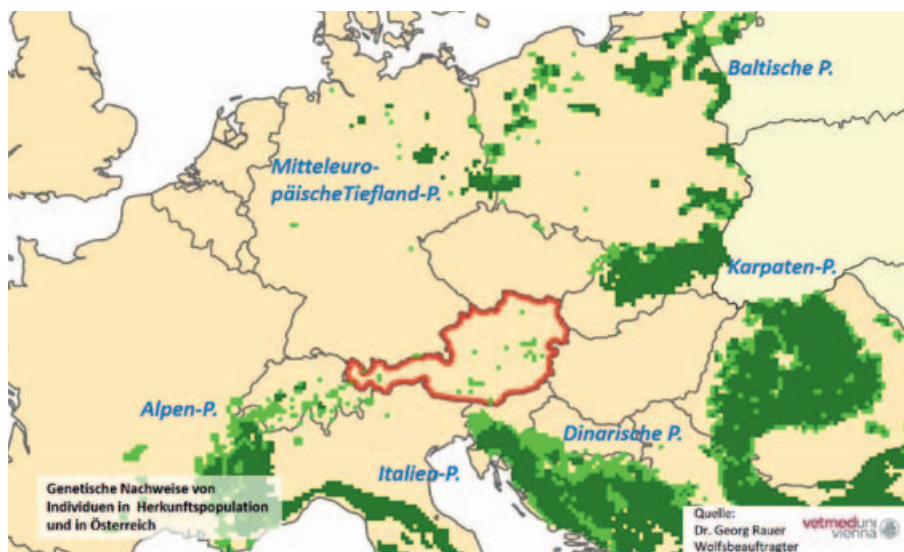 Baltische P.
Mitteleuro-
päischeTiefland-P.
Karpaten-P.
Alpen-P.
Dinarische P.
Italien-P.
Genetische Nachweise von
Individuen in Herkunftspopulation
und in Österreich
Quelle:
Dr. Georg Rauer
Wolfsbeauftragter
vetmeduni
vienna